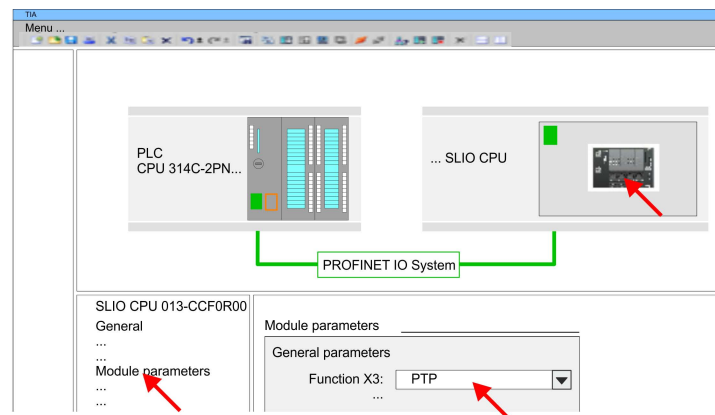 TIA
Menu ...
PLC
CPU 314C-2PN...
... SLIO CPU
PROFINET IO System
SLIO CPU 013-CCF0R00
General
...
...
Module parameters
...
...
Module parameters
General parameters
Function X3: PTP
...